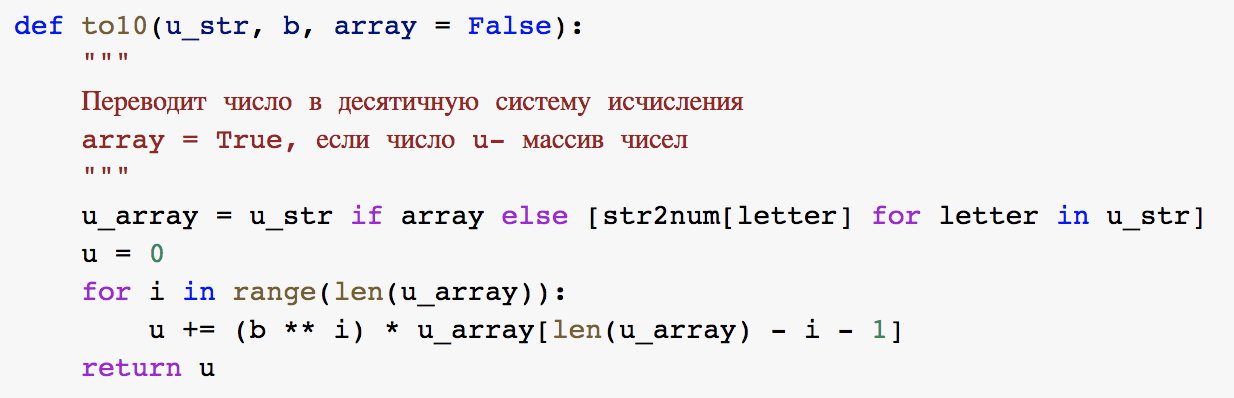 def to10(u_str, b, array = False):
    """
    Переводит число в десятичную систему исчисления
    array = True, если число u- массив чисел
    """
    u_array = u_str if array else [str2num[letter] for letter in u_str]
    u = 0
    for i in range(len(u_array)):
        u += (b ** i) * u_array[len(u_array) - i - 1]
    return u